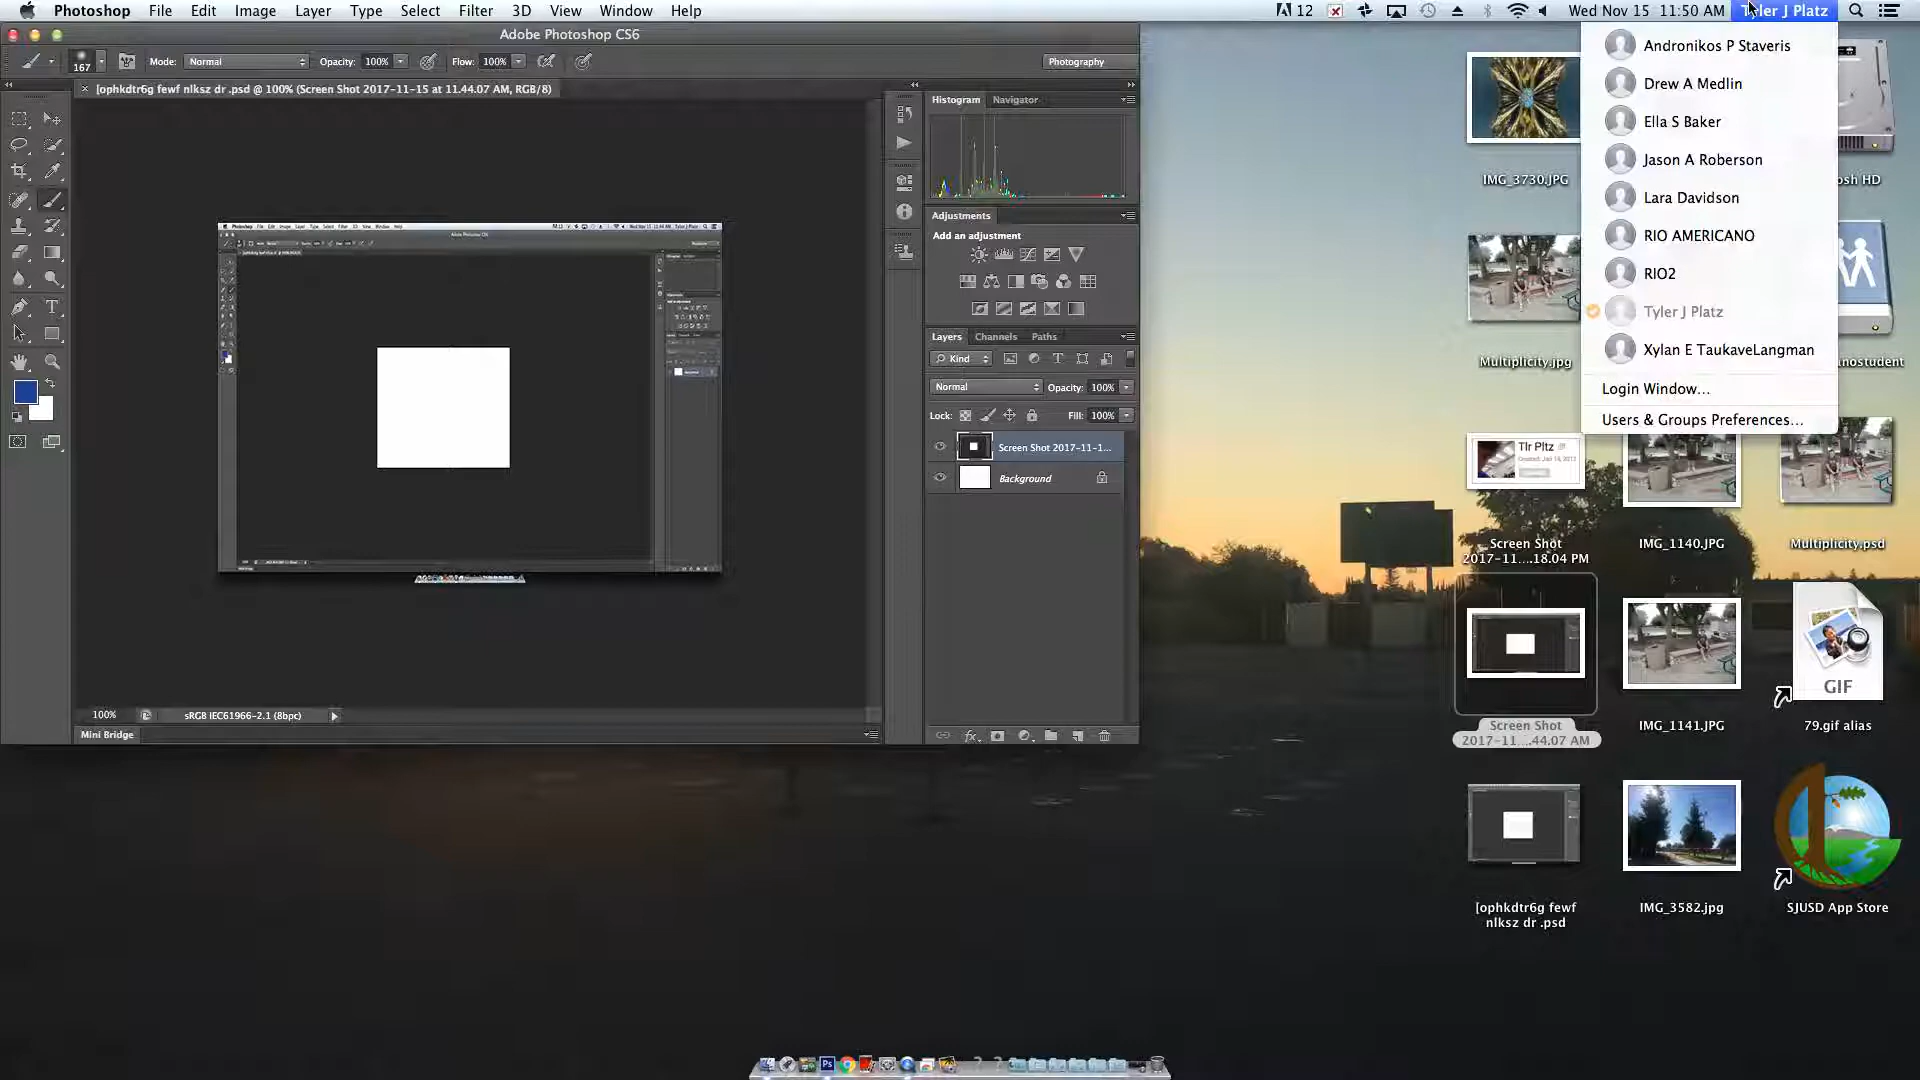 Photoshop File Edit Image Layer Type Select Filter 3D View Window Help
12 Wed Nov 15 11:50 AM Tyler J Platz
Adobe Photoshop CS6
167 Mode: Normal Opacity: 100% Flow: 100% Photography
[ophkdtr6g fewf nlksz dr .psd @ 100% (Screen Shot 2017-11-15 at 11.44.07 AM, RGB/8)
Histogram Navigator
Adjustments
Add an adjustment
Layers Channels Paths
Kind
Normal Opacity: 100%
Lock: Fill: 100%
Screen Shot 2017-11-1...
Background
fx
100% sRGB IEC61966-2.1 (8bpc)
Mini Bridge
Andronikos P Staveris
Drew A Medlin
Ella S Baker
Jason A Roberson
Lara Davidson
RIO AMERICANO
RIO2
Tyler J Platz
Xylan E TaukaveLangman
Login Window...
Users & Groups Preferences...
IMG_3730.JPG
osh HD
Multiplicity.jpg
nostudent
Tlr Pltz
Screen Shot
2017-11....18.04 PM
IMG_1140.JPG
Multiplicity.psd
Screen Shot
2017-11....44.07 AM
IMG_1141.JPG
GIF
79.gif alias
[ophkdtr6g fewf
nlksz dr .psd
IMG_3582.jpg
SJUSD App Store
Ps